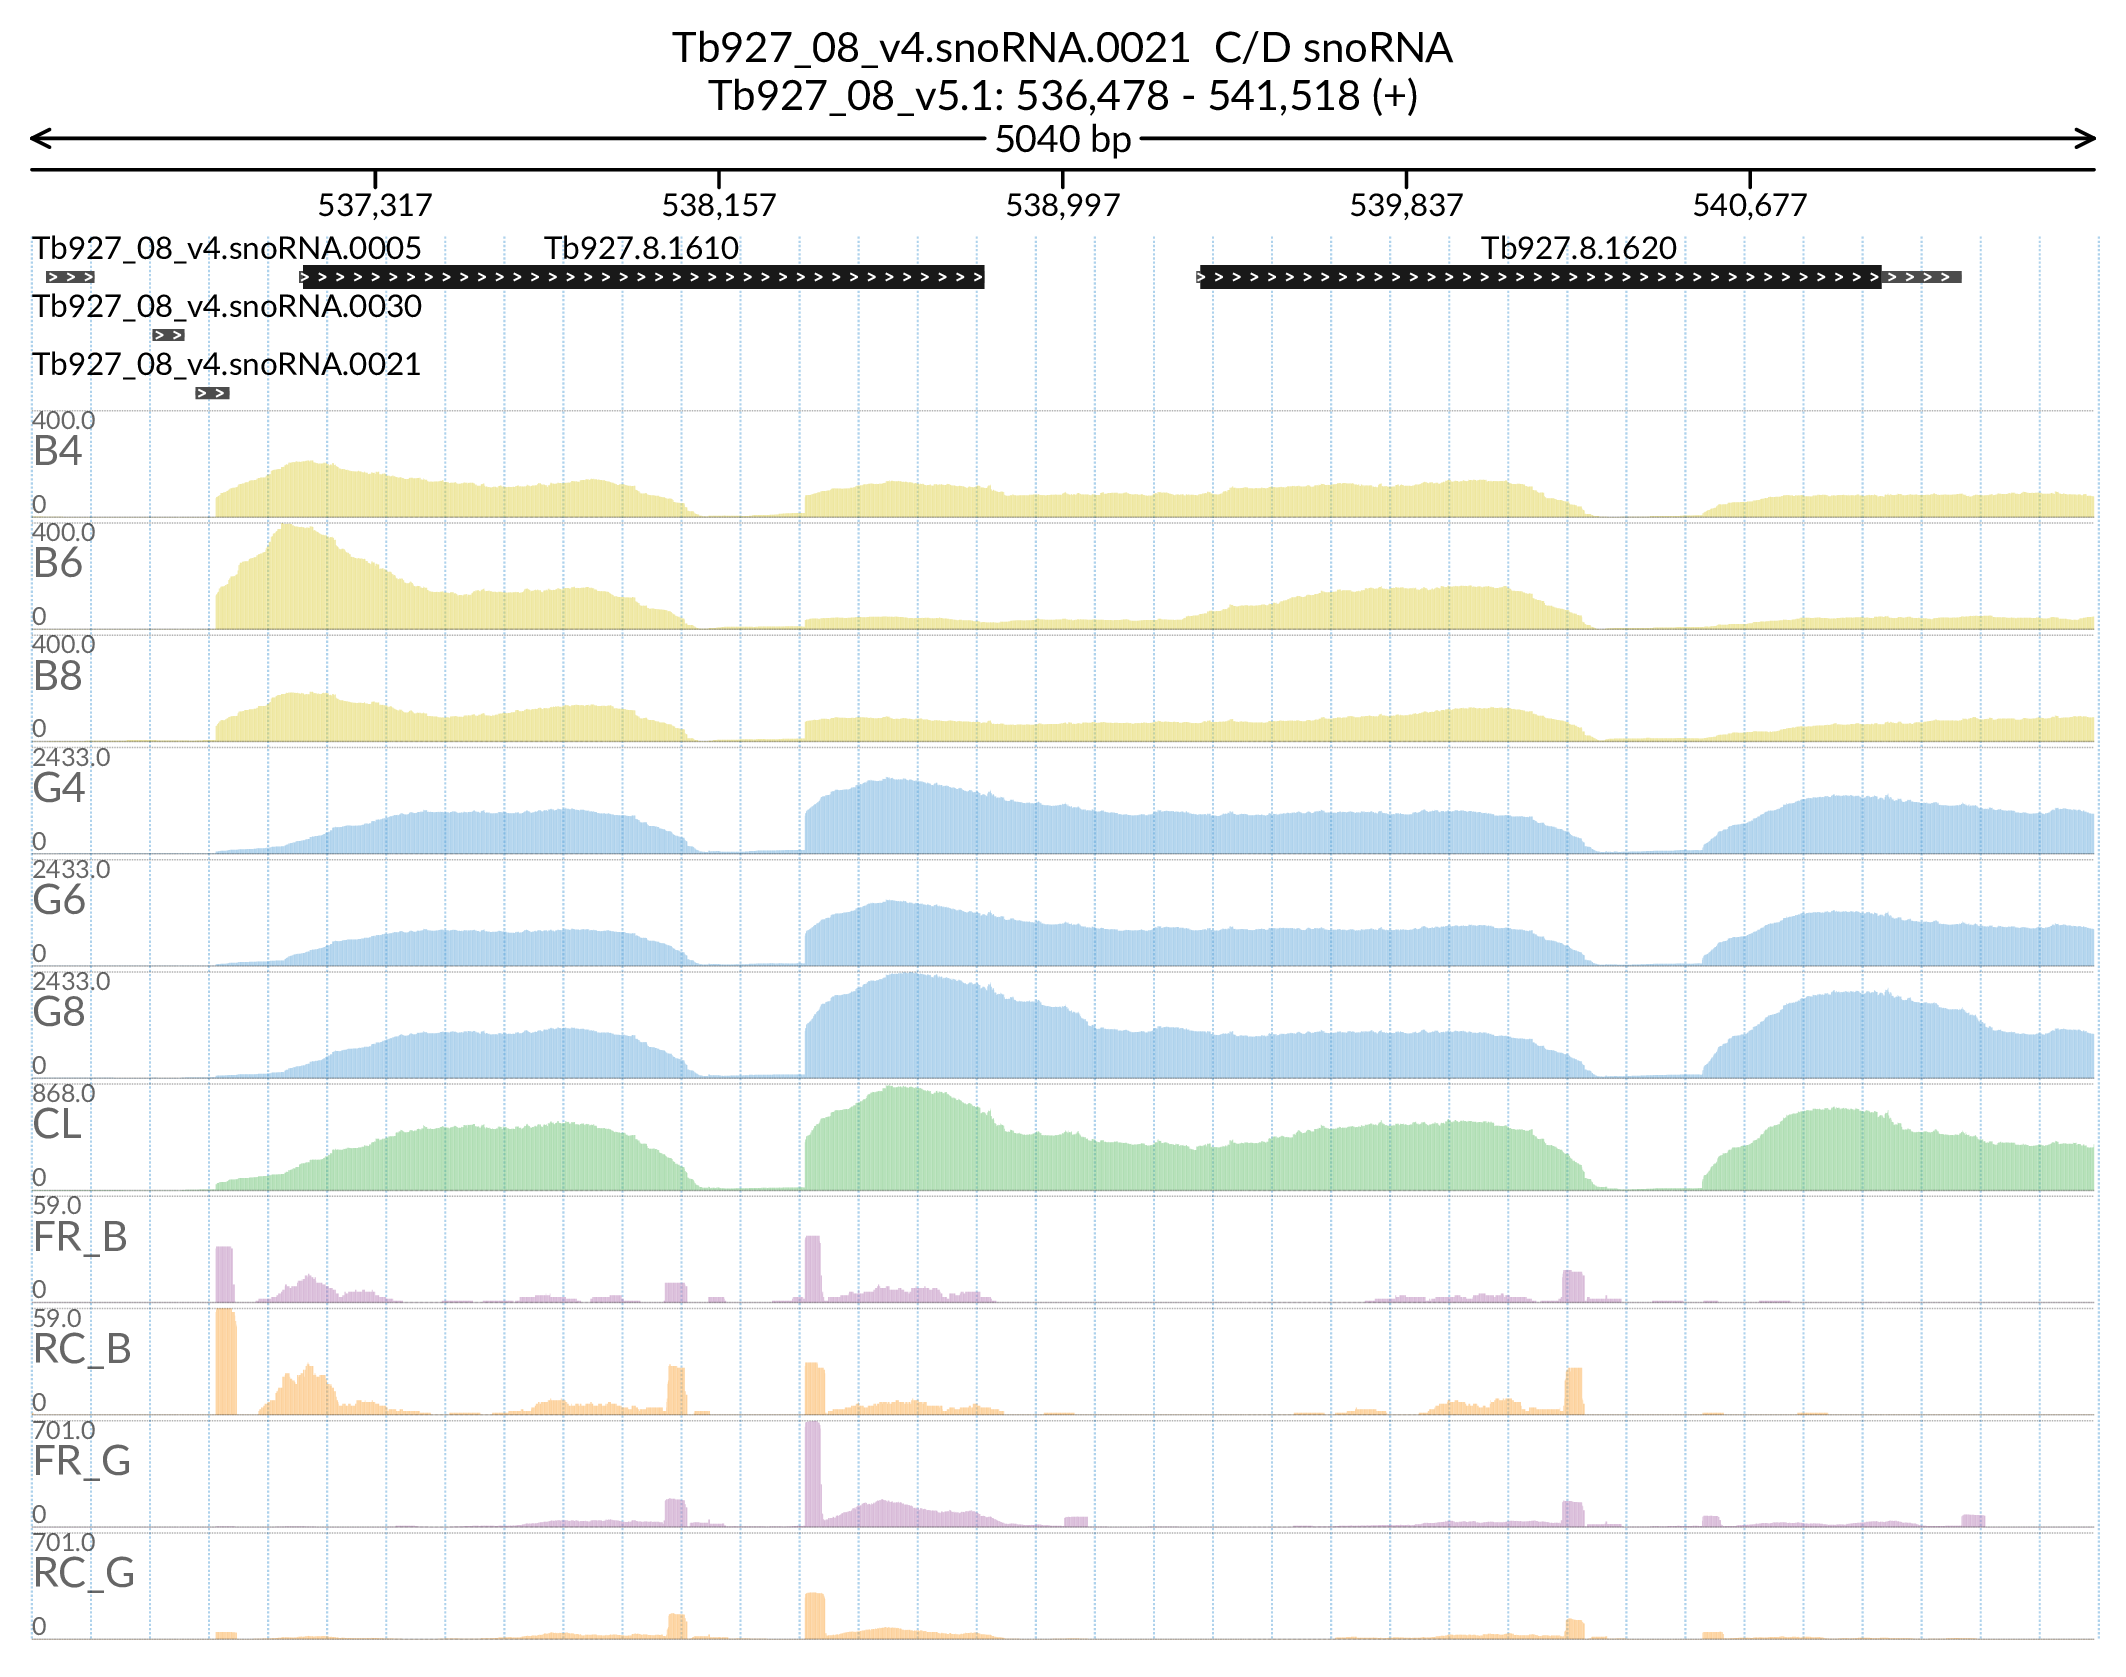 Tb927_08_v4.snoRNA.0021 C/D snoRNA
Tb927_08_v5.1: 536,478 - 541,518 (+)
5040 bp
537,317 538,157 538,997 539,837 540,677
Tb927_08_v4.snoRNA.0005 Tb927.8.1610 Tb927.8.1620
Tb927_08_v4.snoRNA.0030
Tb927_08_v4.snoRNA.0021
400.0
B4
0
400.0
B6
0
400.0
B8
0
2433.0
G4
0
2433.0
G6
0
2433.0
G8
0
868.0
CL
0
59.0
FR_B
0
59.0
RC_B
0
701.0
FR_G
0
701.0
RC_G
0